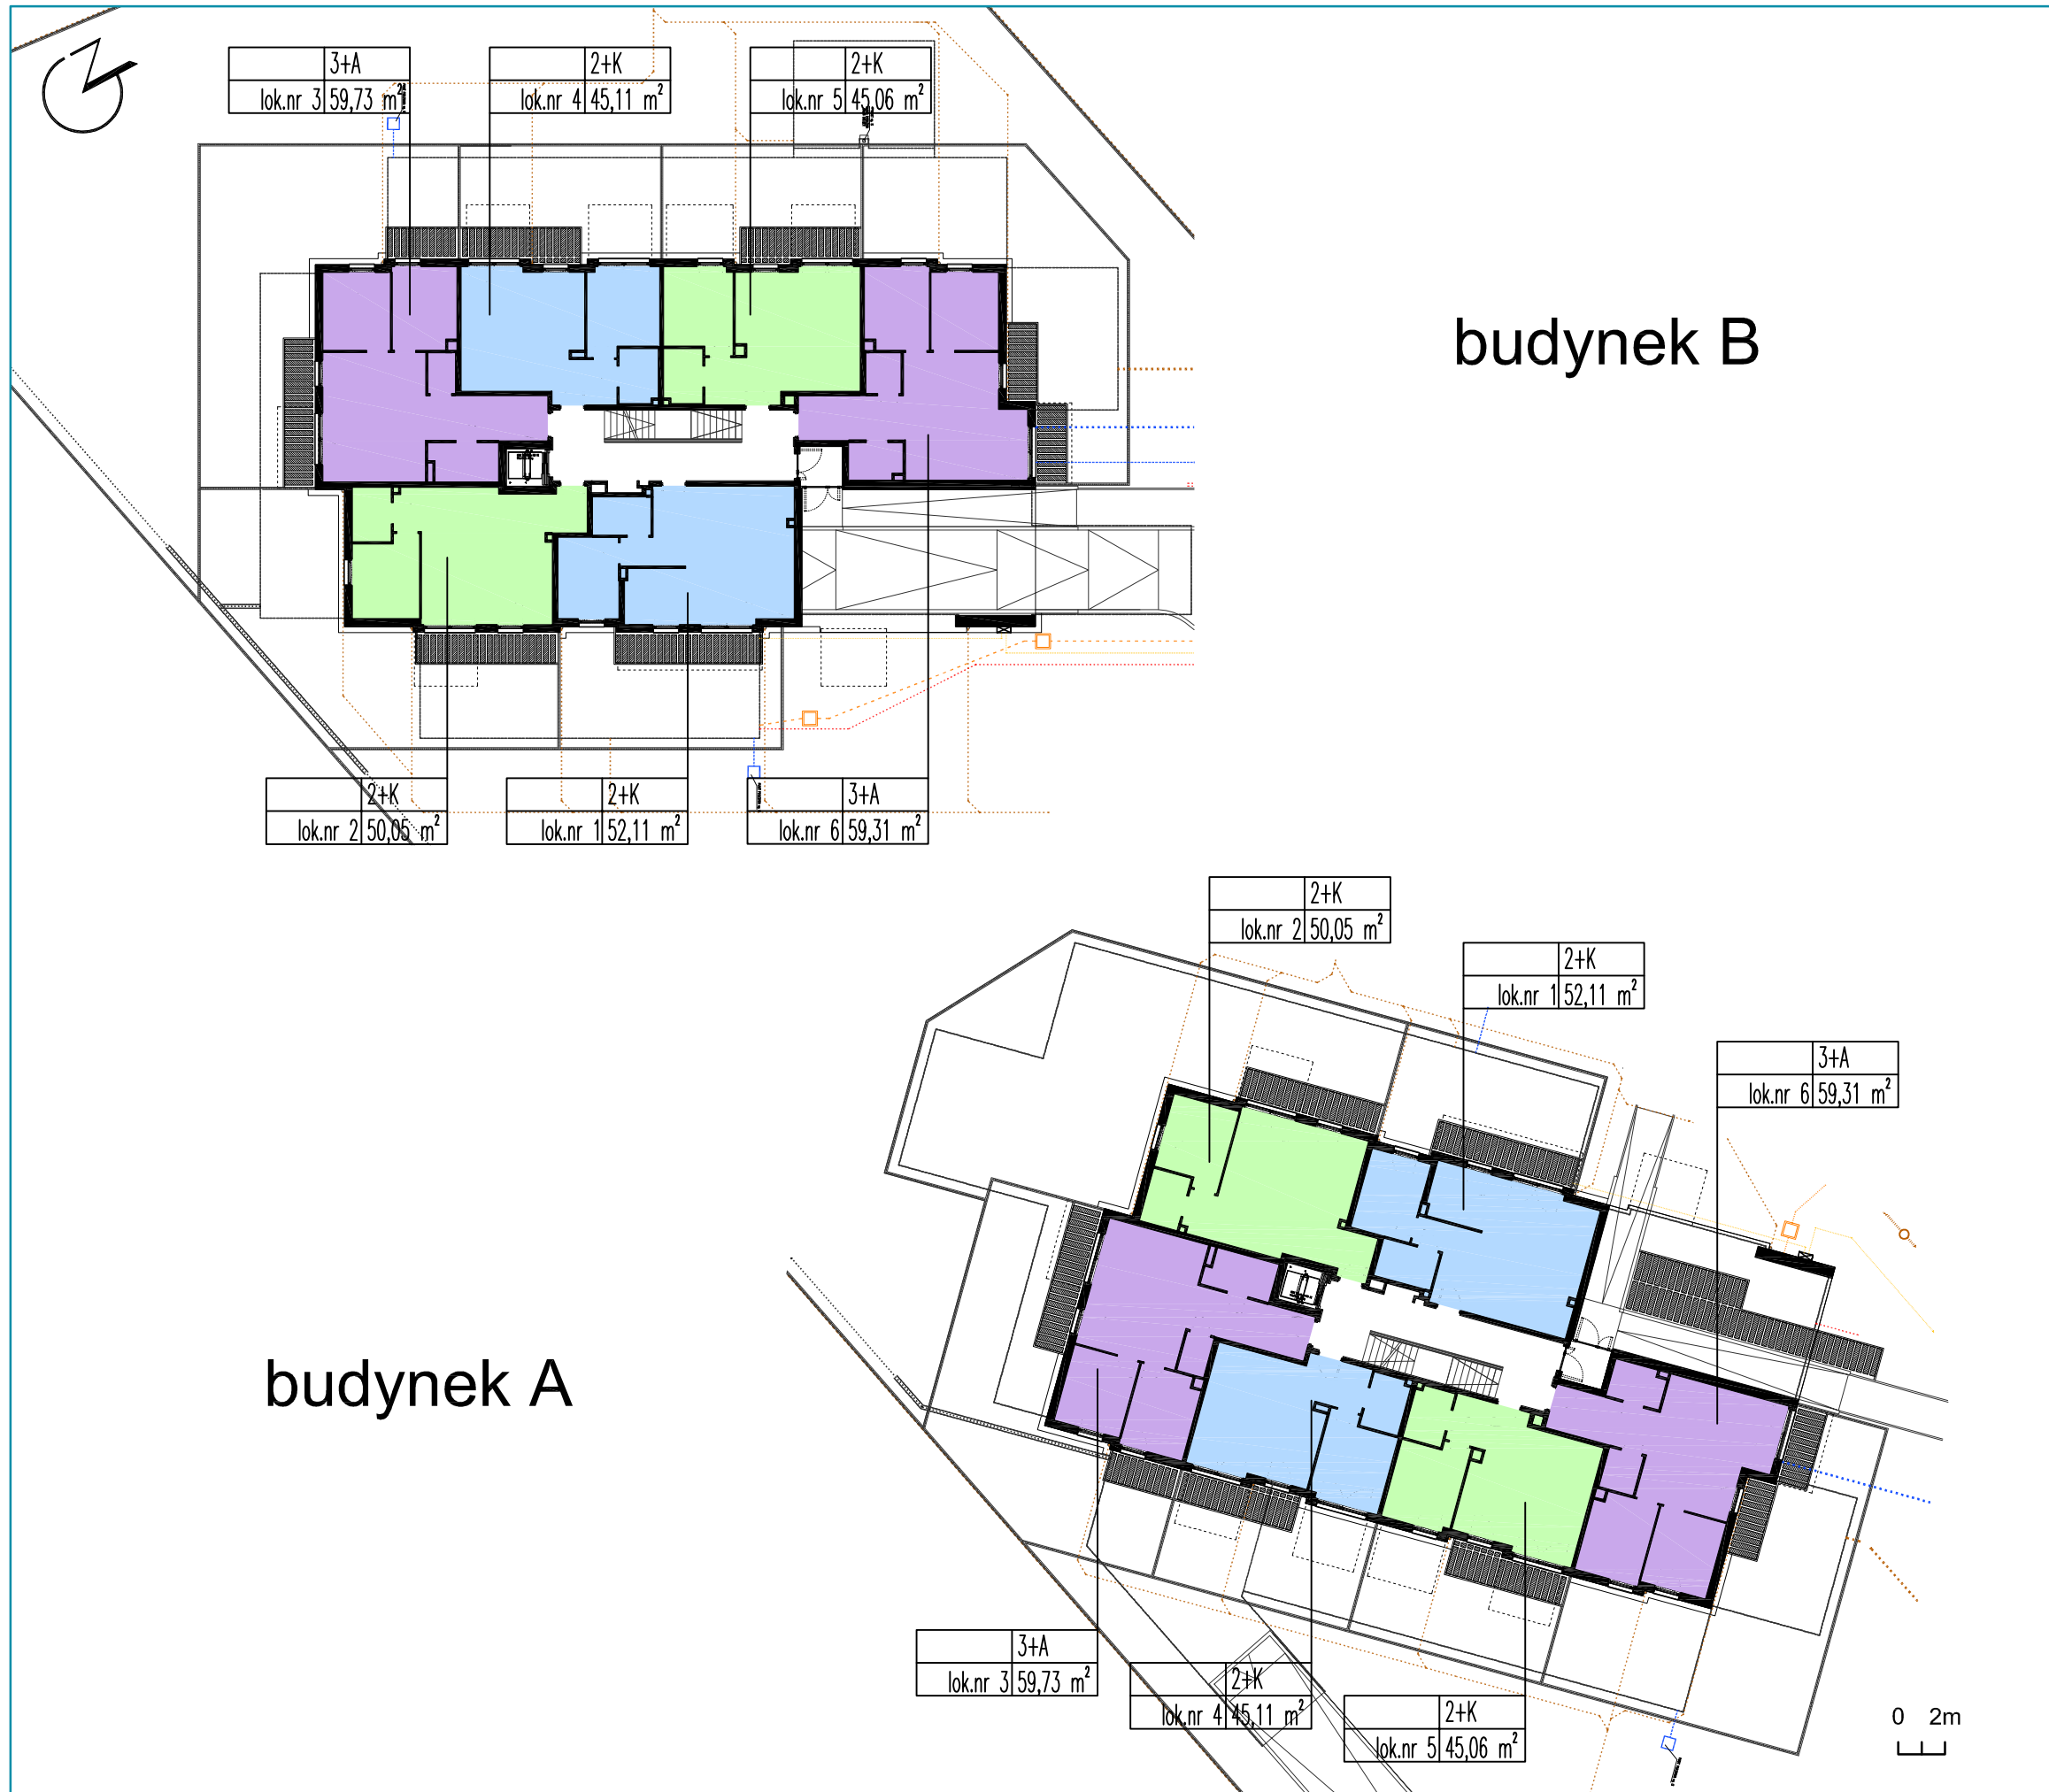 3+A
lok.nr 3 59,73 m²
2+K
lok.nr 4 45,11 m²
2+K
lok.nr 5 45,06 m²
budynek B
2+K
lok.nr 2 50,05 m²
2+K
lok.nr 1 52,11 m²
3+A
lok.nr 6 59,31 m²
2+K
lok.nr 2 50,05 m²
2+K
lok.nr 1 52,11 m²
3+A
lok.nr 6 59,31 m²
budynek A
3+A
lok.nr 3 59,73 m²
2+K
lok.nr 4 45,11 m²
2+K
lok.nr 5 45,06 m²
0 2m